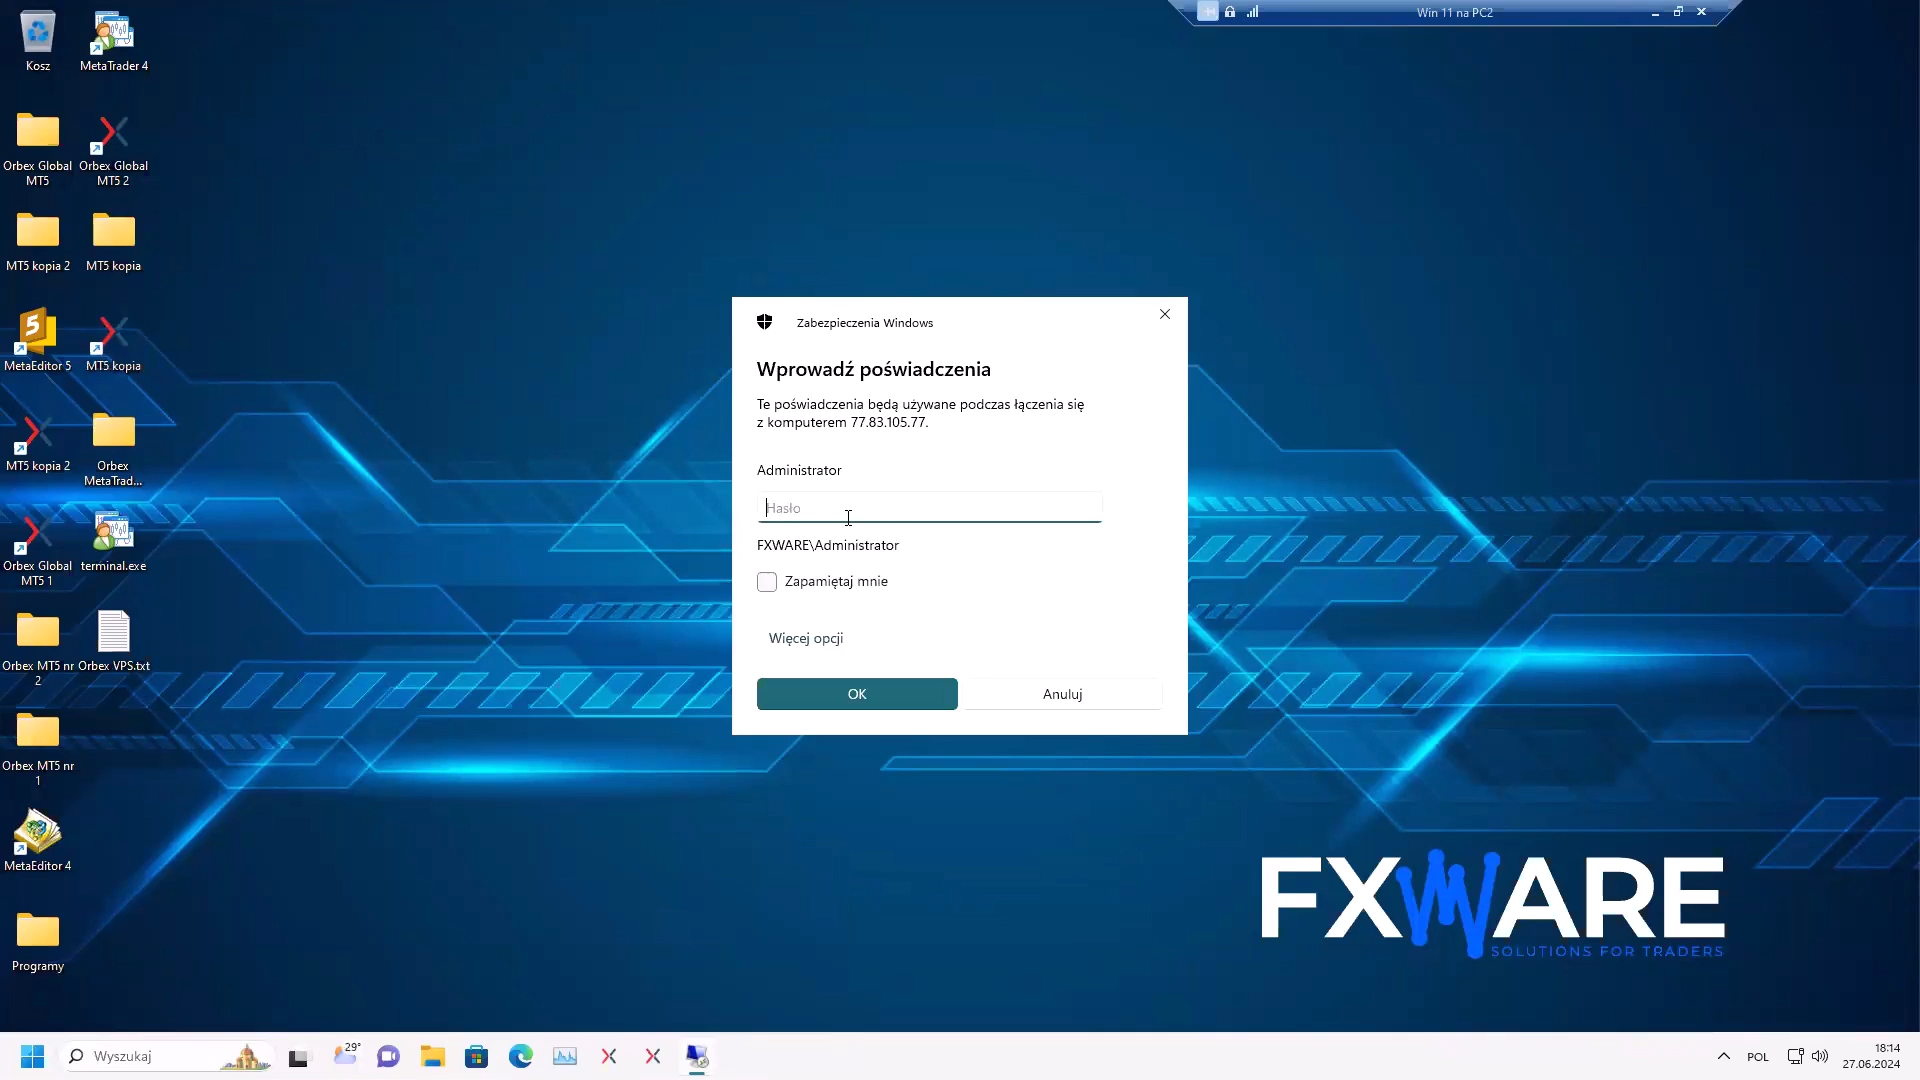 Win 11 na PC2
Kosz
MetaTrader 4
Orbex Global
MT5
Orbex Global
MT5 2
MT5 kopia 2
MT5 kopia
MetaEditor 5
MT5 kopia
MT5 kopia 2
Orbex
MetaTrad...
Orbex Global
MT5 1
terminal.exe
Orbex MT5 nr
2
Orbex VPS.txt
Orbex MT5 nr
1
MetaEditor 4
Programy
Zabezpieczenia Windows
Wprowadź poświadczenia
Te poświadczenia będą używane podczas łączenia się
z komputerem 77.83.105.77.
Administrator
Hasło
FXWARE\Administrator
Zapamiętaj mnie
Więcej opcji
OK
Anuluj
FXWARE
SOLUTIONS FOR TRADERS
Wyszukaj
29°
POL
18:14
27.06.2024